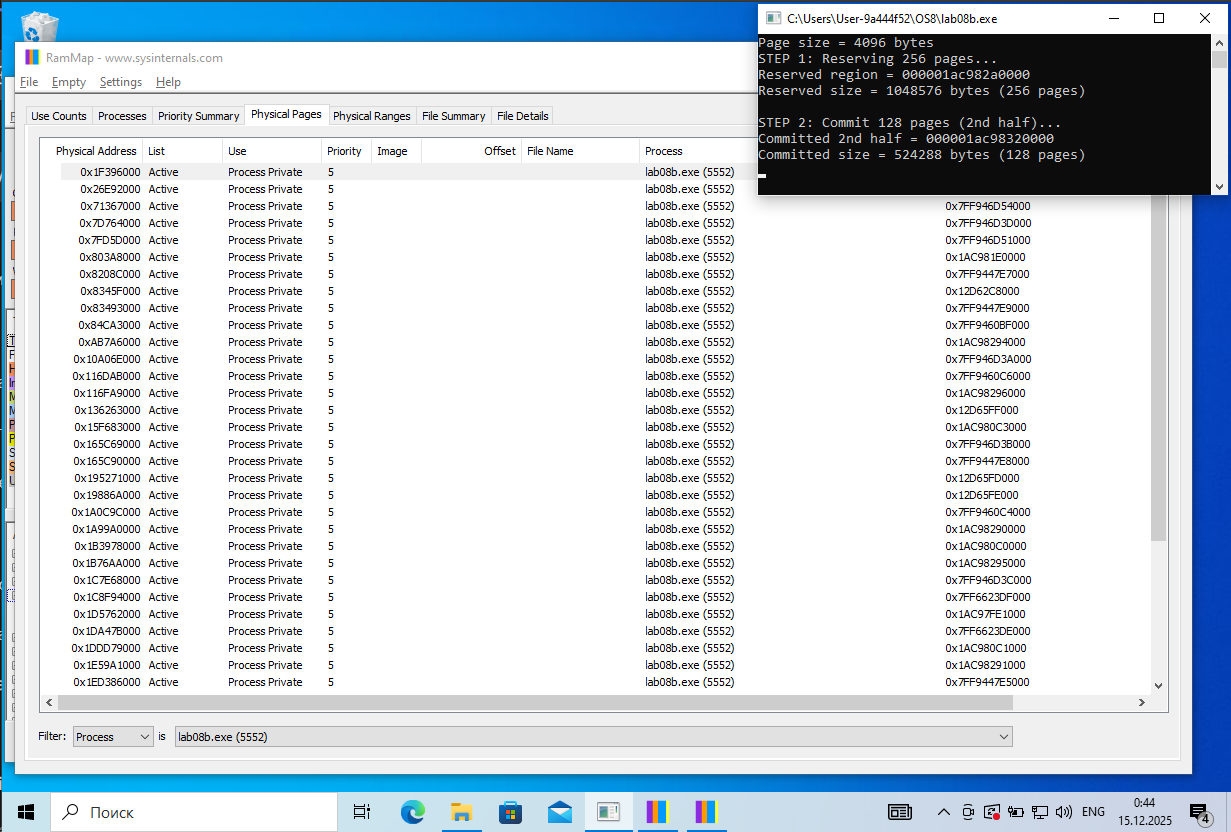 C:\Users\User-9a444f52\OS8\lab08b.exe
Page size = 4096 bytes
STEP 1: Reserving 256 pages...
Reserved region = 000001ac982a0000
Reserved size = 1048576 bytes (256 pages)
STEP 2: Commit 128 pages (2nd half)...
Committed 2nd half = 000001ac98320000
Committed size = 524288 bytes (128 pages)
RamMap - www.sysinternals.com
File Empty Settings Help
Use Counts Processes Priority Summary Physical Pages Physical Ranges File Summary File Details
Physical Address List Use Priority Image Offset File Name Process
0x1F396000 Active Process Private 5 lab08b.exe (5552)
0x26E92000 Active Process Private 5 lab08b.exe (5552)
0x71367000 Active Process Private 5 lab08b.exe (5552) 0x7FF946D54000
0x7D764000 Active Process Private 5 lab08b.exe (5552) 0x7FF946D3D000
0x7FD5D000 Active Process Private 5 lab08b.exe (5552) 0x7FF946D51000
0x803A8000 Active Process Private 5 lab08b.exe (5552) 0x1AC981E0000
0x8208C000 Active Process Private 5 lab08b.exe (5552) 0x7FF9447E7000
0x8345F000 Active Process Private 5 lab08b.exe (5552) 0x12D62C8000
0x83493000 Active Process Private 5 lab08b.exe (5552) 0x7FF9447E9000
0x84CA3000 Active Process Private 5 lab08b.exe (5552) 0x7FF9460BF000
0xAB7A6000 Active Process Private 5 lab08b.exe (5552) 0x1AC98294000
0x10A06E000 Active Process Private 5 lab08b.exe (5552) 0x7FF946D3A000
0x116DAB000 Active Process Private 5 lab08b.exe (5552) 0x7FF9460C6000
0x116FA9000 Active Process Private 5 lab08b.exe (5552) 0x1AC98296000
0x136263000 Active Process Private 5 lab08b.exe (5552) 0x12D65FF000
0x15F683000 Active Process Private 5 lab08b.exe (5552) 0x1AC980C3000
0x165C69000 Active Process Private 5 lab08b.exe (5552) 0x7FF946D3B000
0x165C90000 Active Process Private 5 lab08b.exe (5552) 0x7FF9447E8000
0x195271000 Active Process Private 5 lab08b.exe (5552) 0x12D65FD000
0x19886A000 Active Process Private 5 lab08b.exe (5552) 0x12D65FE000
0x1A0C9C000 Active Process Private 5 lab08b.exe (5552) 0x7FF9460C4000
0x1A99A0000 Active Process Private 5 lab08b.exe (5552) 0x1AC98290000
0x1B3978000 Active Process Private 5 lab08b.exe (5552) 0x1AC980C0000
0x1B76AA000 Active Process Private 5 lab08b.exe (5552) 0x1AC98295000
0x1C7E68000 Active Process Private 5 lab08b.exe (5552) 0x7FF946D3C000
0x1C8F94000 Active Process Private 5 lab08b.exe (5552) 0x7FF6623DF000
0x1D5762000 Active Process Private 5 lab08b.exe (5552) 0x1AC97FE1000
0x1DA47B000 Active Process Private 5 lab08b.exe (5552) 0x7FF6623DE000
0x1DDD79000 Active Process Private 5 lab08b.exe (5552) 0x1AC980C1000
0x1E59A1000 Active Process Private 5 lab08b.exe (5552) 0x1AC98291000
0x1ED386000 Active Process Private 5 lab08b.exe (5552) 0x7FF9447E5000
Filter: Process is lab08b.exe (5552)
Поиск
ENG
0:44
15.12.2025
4